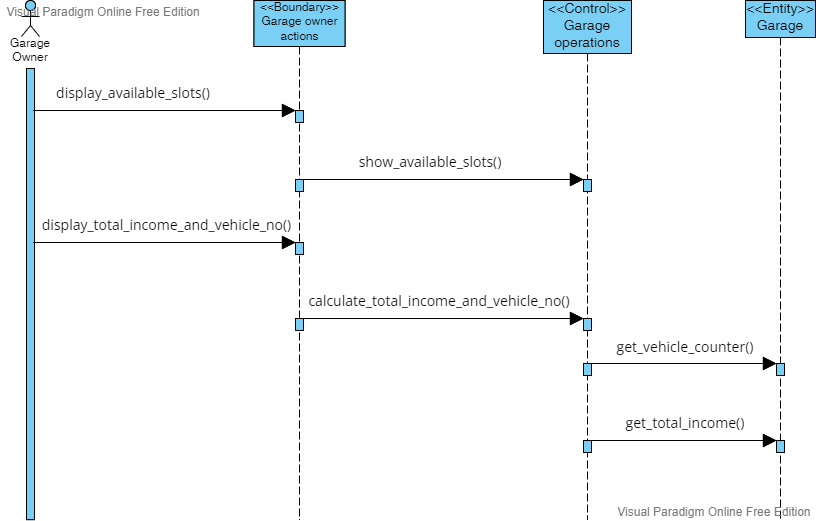 Visual Paradigm Online Free Edition
Garage
Owner
<<Boundary>>
Garage owner
actions
<<Control>>
Garage
operations
<<Entity>>
Garage
display_available_slots()
show_available_slots()
display_total_income_and_vehicle_no()
calculate_total_income_and_vehicle_no()
get_vehicle_counter()
get_total_income()
Visual Paradigm Online Free Edition